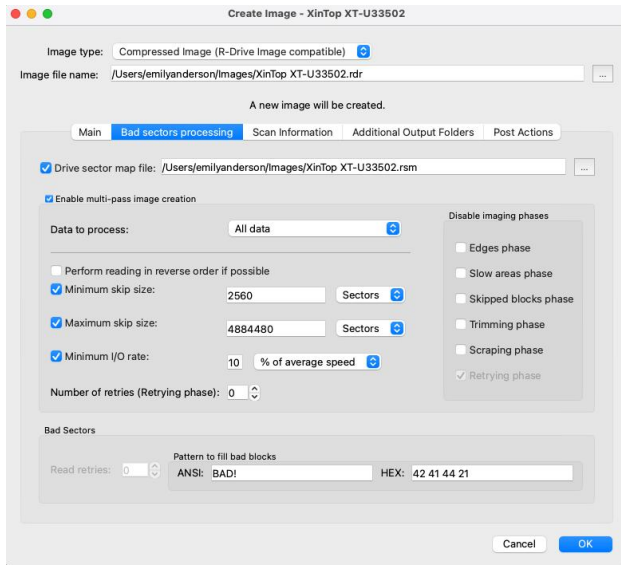 Create Image - XinTop XT-U33502
Image type: Compressed Image (R-Drive Image compatible)
Image file name: /Users/emilyanderson/Images/XinTop XT-U33502.rdr ...
A new image will be created.
Main Bad sectors processing Scan Information Additional Output Folders Post Actions
Drive sector map file: /Users/emilyanderson/Images/XinTop XT-U33502.rsm ...
Enable multi-pass image creation
Data to process: All data
Perform reading in reverse order if possible
Minimum skip size: 2560 Sectors
Maximum skip size: 4884480 Sectors
Minimum I/O rate: 10 % of average speed
Number of retries (Retrying phase): 0
Disable imaging phases
Edges phase
Slow areas phase
Skipped blocks phase
Trimming phase
Scraping phase
Retrying phase
Bad Sectors
Read retries: 0
Pattern to fill bad blocks
ANSI: BAD! HEX: 42 41 44 21
Cancel OK